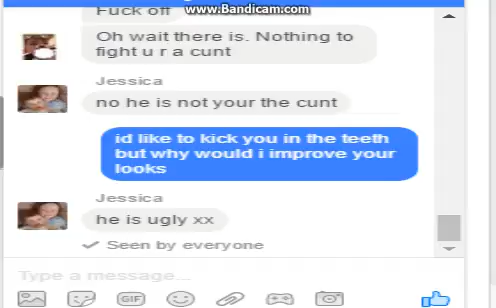 www.Bandicam.com
Fuck off
Oh wait there is. Nothing to
fight u r a cunt
Jessica
no he is not your the cunt
id like to kick you in the teeth
but why would i improve your
looks
Jessica
he is ugly xx
Seen by everyone
Type a message...
GIF